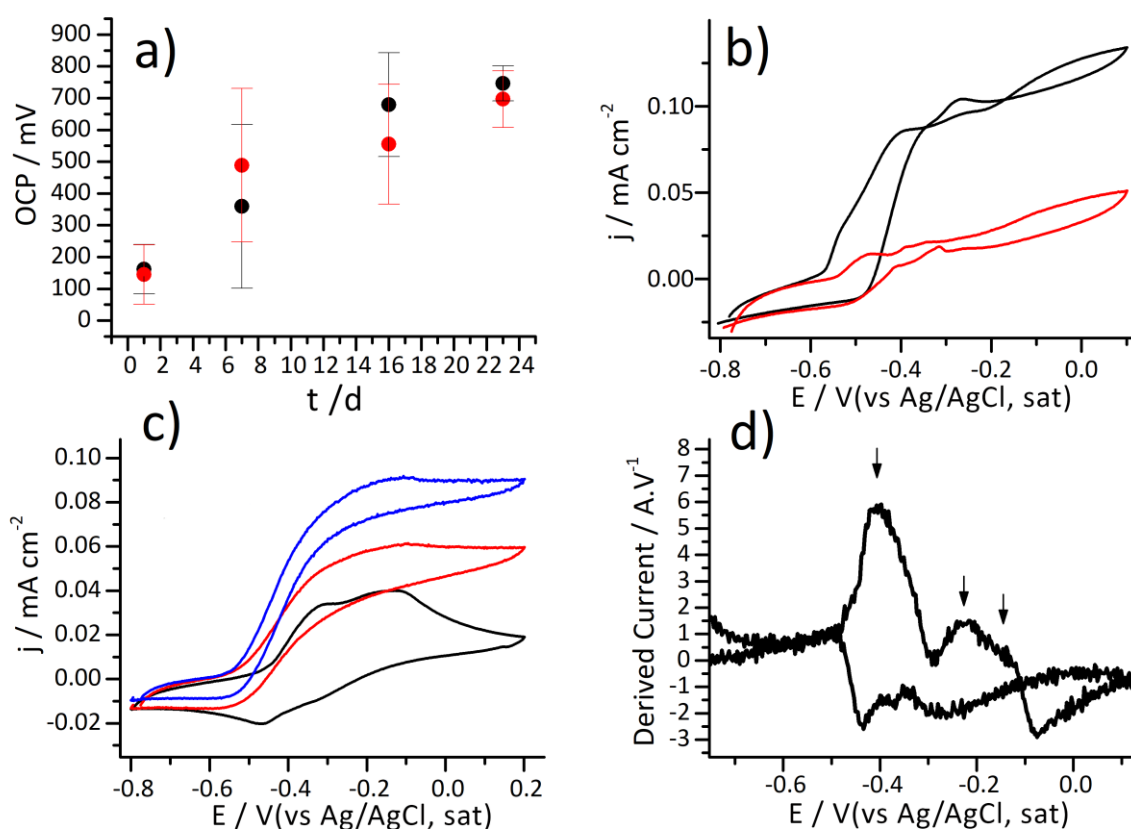 a)
OCP / mV
900
800
700
600
500
400
300
200
100
0
0 2 4 6 8 10 12 14 16 18 20 22 24
t /d
b)
j / mA cm-2
0.10
0.05
0.00
-0.8 -0.6 -0.4 -0.2 0.0
E / V(vs Ag/AgCl, sat)
c)
j / mA cm-2
0.10
0.08
0.06
0.04
0.02
0.00
-0.02
-0.8 -0.6 -0.4 -0.2 0.0 0.2
E / V(vs Ag/AgCl, sat)
d)
Derived Current / A.V-1
8
7
6
5
4
3
2
1
0
-1
-2
-3
-0.6 -0.4 -0.2 0.0
E / V(vs Ag/AgCl, sat)